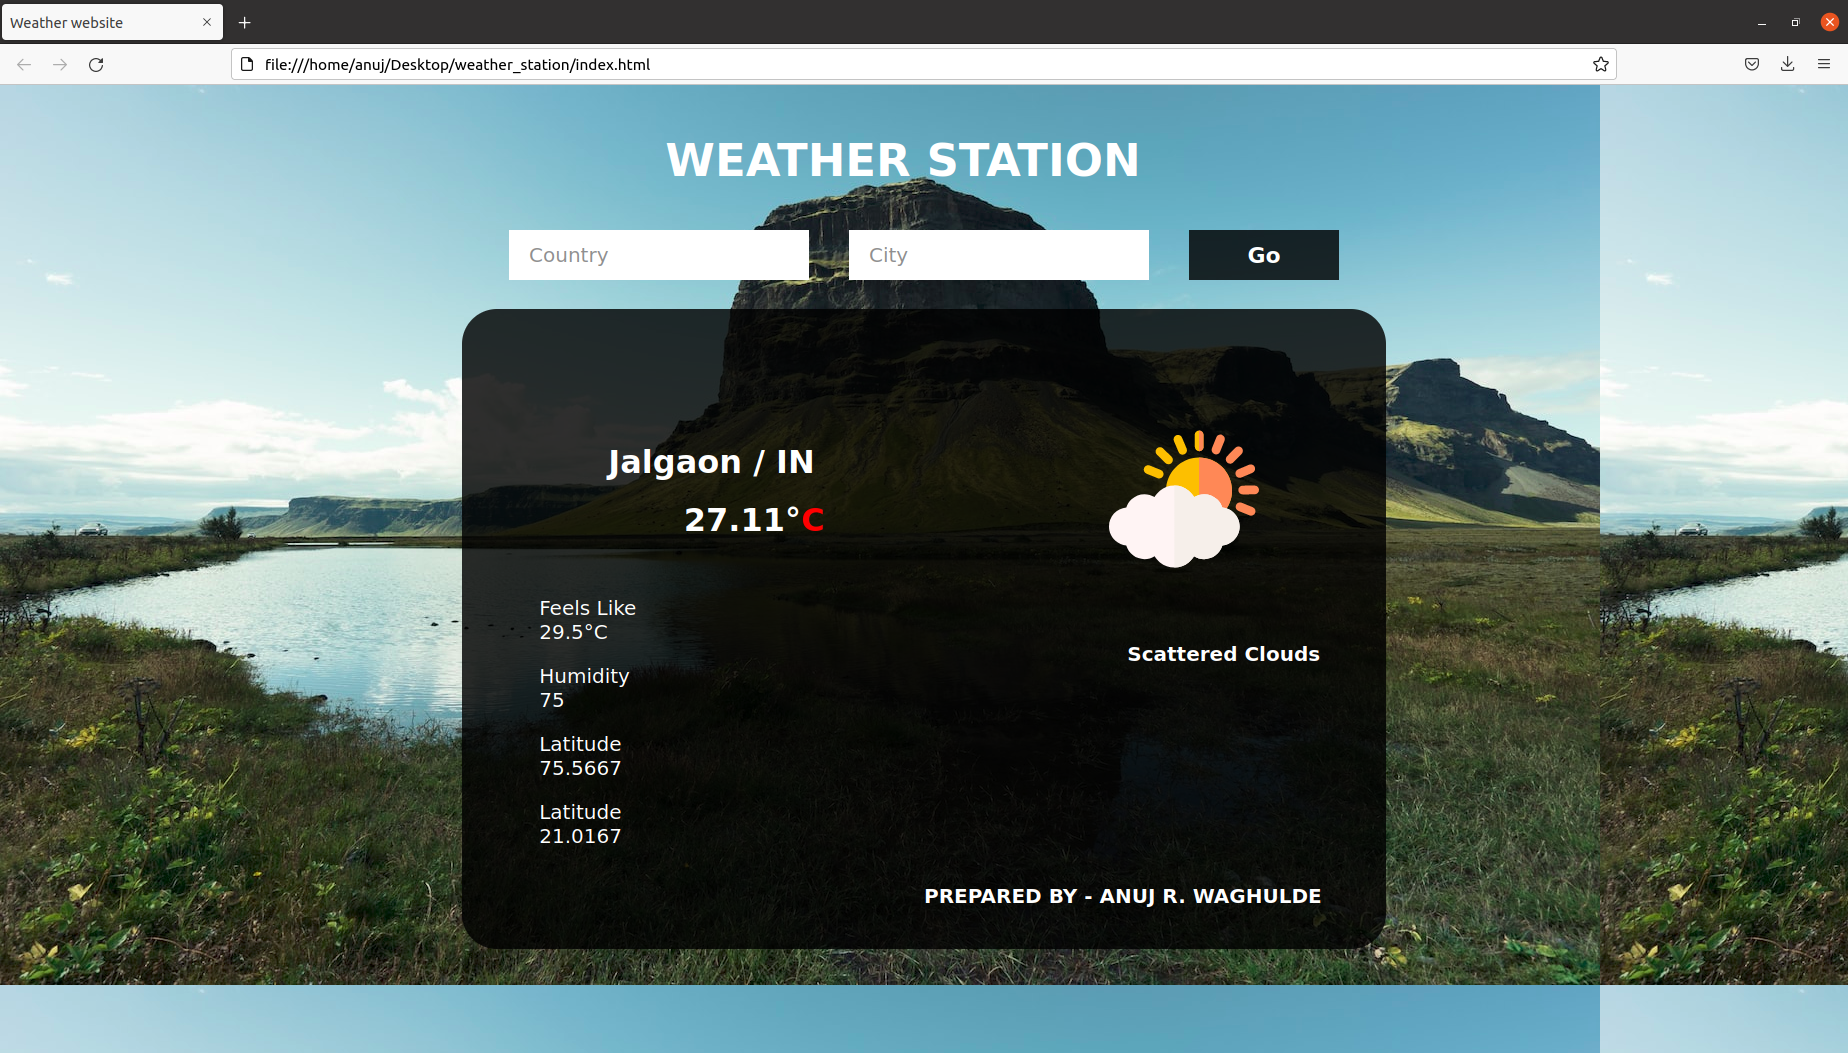 Weather website
file:///home/anuj/Desktop/weather_station/index.html
WEATHER STATION
Country
City
Go
Jalgaon / IN
27.11°C
Feels Like
29.5°C
Humidity
75
Latitude
75.5667
Latitude
21.0167
Scattered Clouds
PREPARED BY - ANUJ R. WAGHULDE